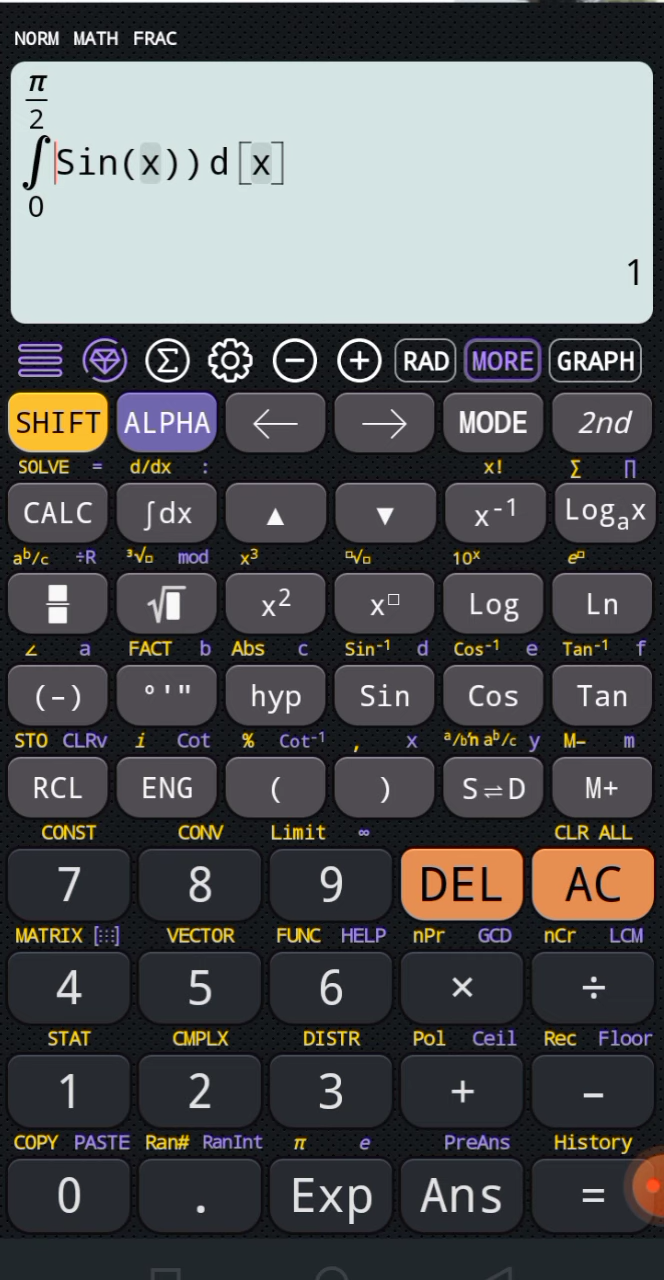 NORM MATH FRAC
π
2
∫Sin(x))d[x]
0
1
RAD MORE GRAPH
SHIFT ALPHA ← → MODE 2nd
SOLVE = d/dx : x! ∑ ∏
CALC ∫dx ▲ ▼ x⁻¹ Logₐx
aᵇ/c ÷R ³√▫ mod x³ ▫√▫ 10ˣ e▫
√ x² x□ Log Ln
∠ a FACT b Abs c Sin⁻¹ d Cos⁻¹ e Tan⁻¹ f
(-) °'" hyp Sin Cos Tan
STO CLRv i Cot % Cot⁻¹ , x aᵇ/c y M- m
RCL ENG ( ) S⇌D M+
CONST CONV Limit ∞ CLR ALL
7 8 9 DEL AC
MATRIX VECTOR FUNC HELP nPr GCD nCr LCM
4 5 6 × ÷
STAT CMPLX DISTR Pol Ceil Rec Floor
1 2 3 + −
COPY PASTE Ran# RanInt π e PreAns History
0 . Exp Ans =